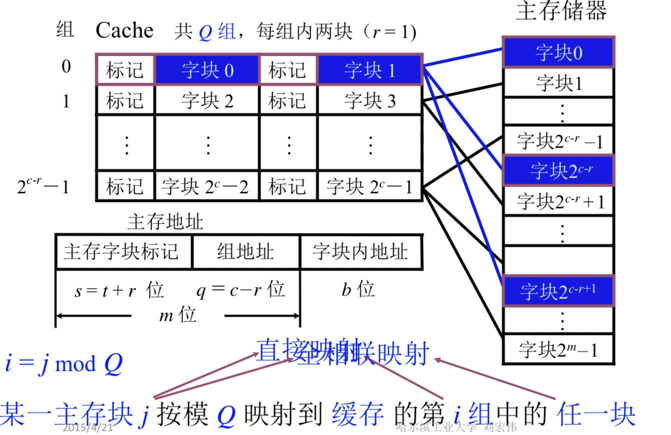 主存储器
组 Cache 共 Q 组，每组内两块（r = 1）
0 标记 字块 0 标记 字块 1
1 标记 字块 2 标记 字块 3
⋮ ⋮ ⋮ ⋮
2^{c-r}－1 标记 字块 2^c－2 标记 字块 2^c－1
字块0
字块1
⋮
字块2^{c-r} –1
字块2^{c-r}
字块2^{c-r} + 1
⋮
字块2^{c-r+1}
⋮
字块2^m–1
主存地址
主存字块标记 组地址 字块内地址
s = t + r 位 q = c–r 位 b 位
m 位
i = j mod Q
直接映射
全相联映射
某一主存块 j 按模 Q 映射到 缓存 的第 i 组中的 任一块
2015/4/21 哈尔滨工业大学 刘宏伟